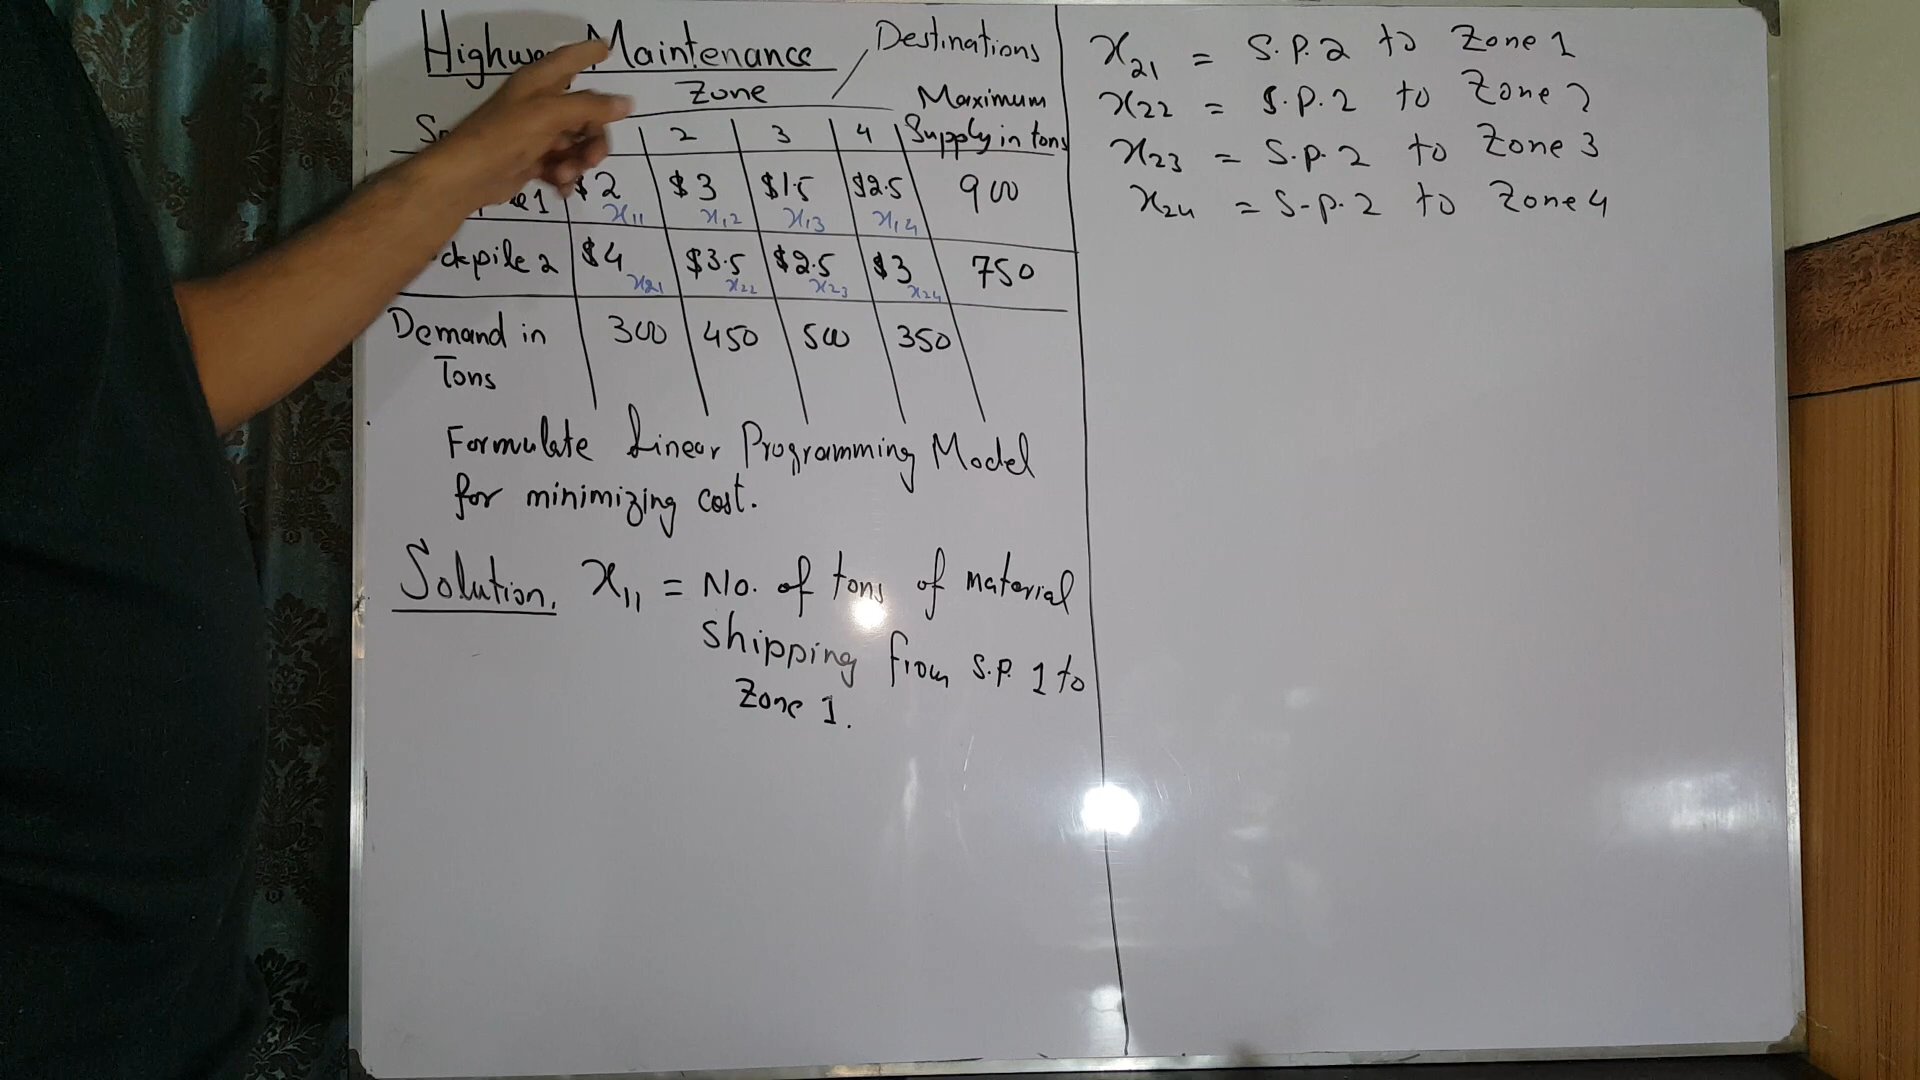 Highway Maintenance
Destinations
Zone
Maximum
2 3 4 Supply in tons
1 $2 $3 $1.5 $2.5 900
x11 x12 x13 x14
ckpile 2 $4 $3.5 $2.5 $3 750
x21 x22 x23 x24
Demand in 300 450 500 350
Tons
Formulate Linear Programming Model
for minimizing cost.
Solution. x11 = No. of tons of material
shipping from S.P. 1 to
Zone 1.
x21 = S.P. 2 to Zone 1
x22 = S.P. 2 to Zone 2
x23 = S.P. 2 to Zone 3
x24 = S.P. 2 to Zone 4